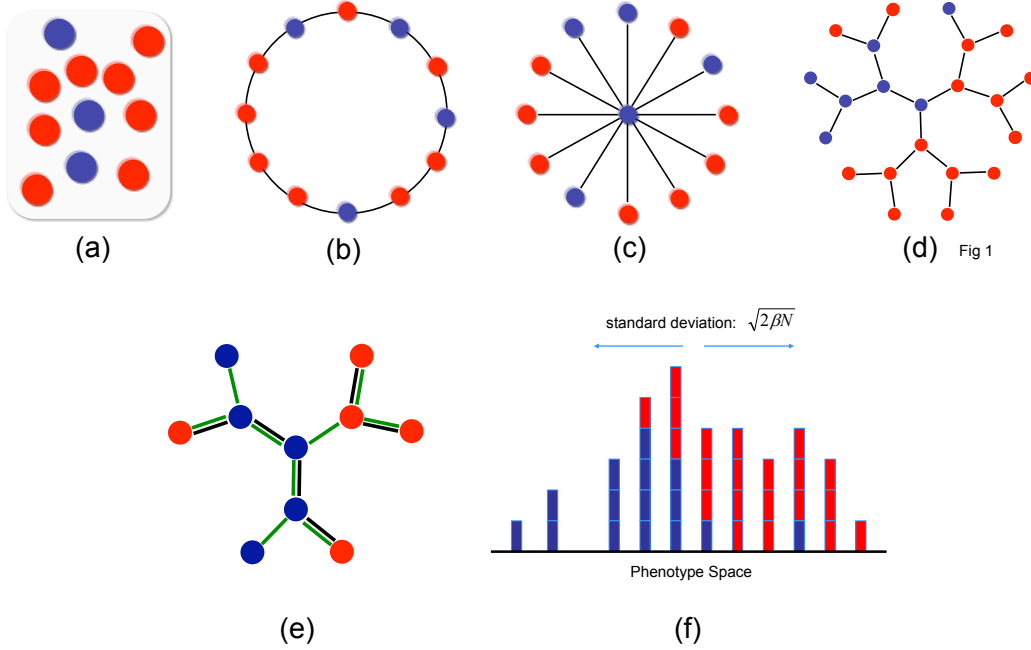 (a)
(b)
(c)
(d)
Fig 1
standard deviation: √2βN
Phenotype Space
(e)
(f)